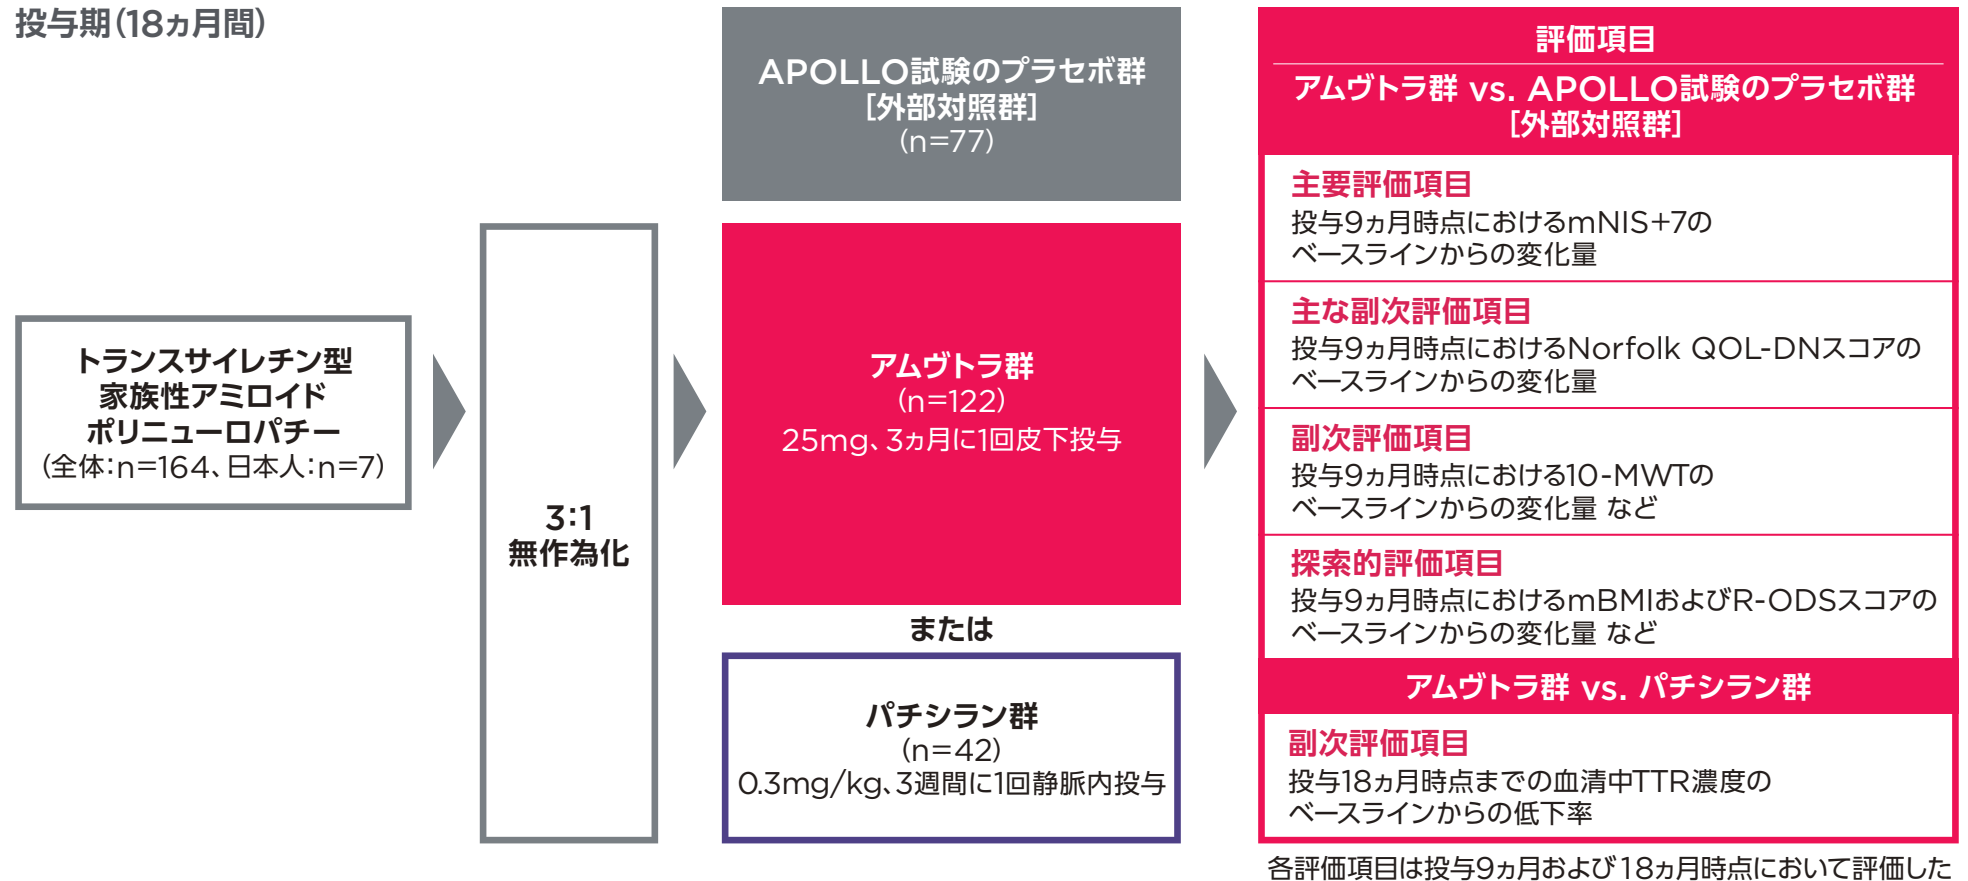 投与期（18ヵ月間）
トランスサイレチン型
家族性アミロイド
ポリニューロパチー
（全体：n=164、日本人：n=7）
3：1
無作為化
APOLLO試験のプラセボ群
［外部対照群］
（n=77）
アムヴトラ群
（n=122）
25mg、3ヵ月に1回皮下投与
または
パチシラン群
（n=42）
0.3mg/kg、3週間に1回静脈内投与
評価項目
アムヴトラ群 vs. APOLLO試験のプラセボ群
［外部対照群］
主要評価項目
投与9ヵ月時点におけるmNIS+7の
ベースラインからの変化量
主な副次評価項目
投与9ヵ月時点におけるNorfolk QOL-DNスコアの
ベースラインからの変化量
副次評価項目
投与9ヵ月時点における10-MWTの
ベースラインからの変化量 など
探索的評価項目
投与9ヵ月時点におけるmBMIおよびR-ODSスコアの
ベースラインからの変化量 など
アムヴトラ群 vs. パチシラン群
副次評価項目
投与18ヵ月時点までの血清中TTR濃度の
ベースラインからの低下率
各評価項目は投与9ヵ月および18ヵ月時点において評価した